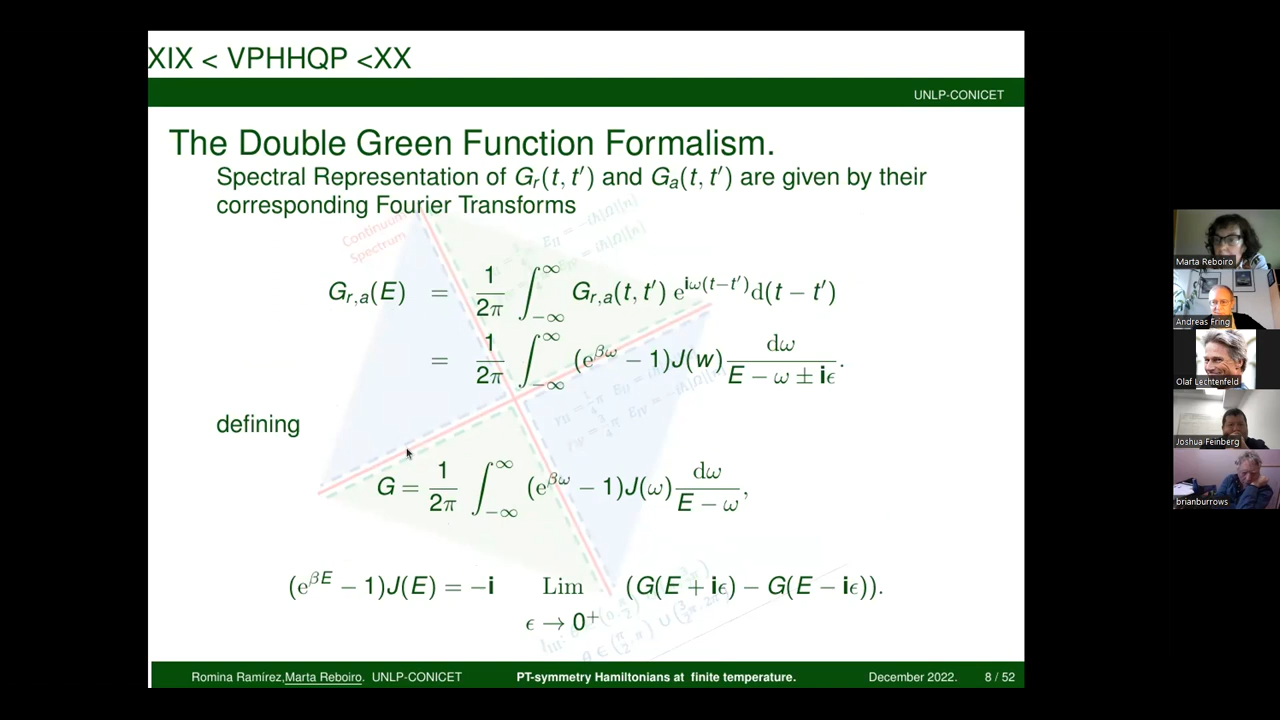 XIX < VPHHQP <XX
UNLP-CONICET
The Double Green Function Formalism.
Spectral Representation of G_r(t, t′) and G_a(t, t′) are given by their
corresponding Fourier Transforms
Continuum
Spectrum
G_{r,a}(E) = 1/2π ∫_{−∞}^{∞} G_{r,a}(t, t′) e^{iω(t−t′)} d(t − t′)
= 1/2π ∫_{−∞}^{∞} (e^{βω} − 1)J(w) dω/(E − ω ± iϵ).
defining
G = 1/2π ∫_{−∞}^{∞} (e^{βω} − 1)J(ω) dω/(E − ω),
(e^{βE} − 1)J(E) = −i Lim (G(E + iϵ) − G(E − iϵ)).
ϵ → 0⁺
Romina Ramírez,Marta Reboiro. UNLP-CONICET PT-symmetry Hamiltonians at finite temperature. December 2022. 8 / 52
Marta Reboiro
Andreas Fring
Olaf Lechtenfeld
Joshua Feinberg
brianburrows